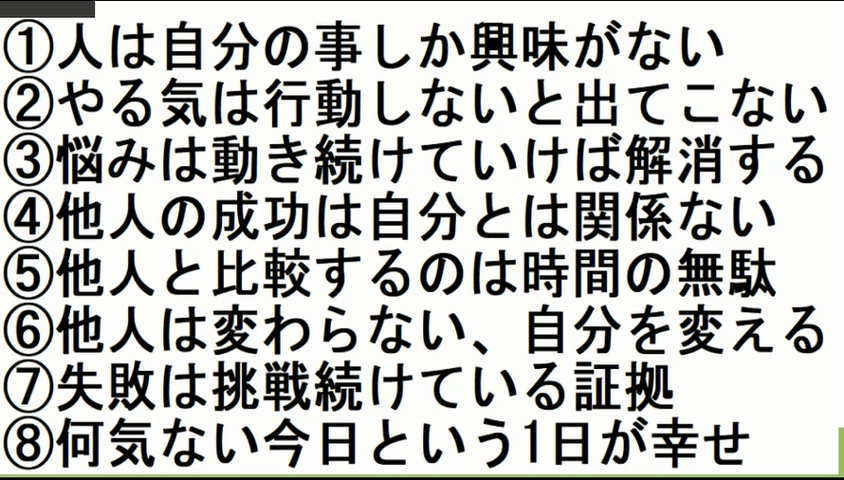 ①人は自分の事しか興味がない
②やる気は行動しないと出てこない
③悩みは動き続けていけば解消する
④他人の成功は自分とは関係ない
⑤他人と比較するのは時間の無駄
⑥他人は変わらない、自分を変える
⑦失敗は挑戦続けている証拠
⑧何気ない今日という1日が幸せ